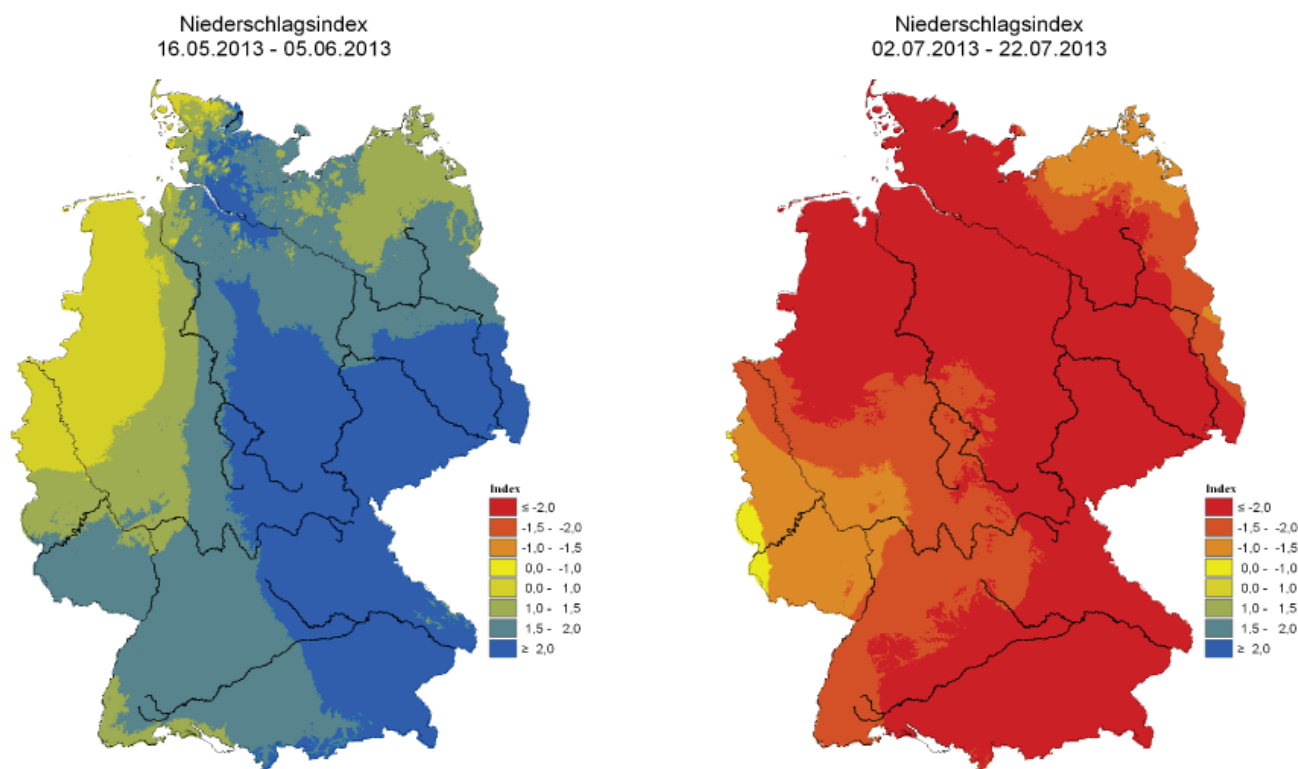 Niederschlagsindex
16.05.2013 - 05.06.2013
Index
≤ -2,0
-1,5 - -2,0
-1,0 - -1,5
0,0 - -1,0
0,0 - 1,0
1,0 - 1,5
1,5 - 2,0
≥ 2,0
Niederschlagsindex
02.07.2013 - 22.07.2013
Index
≤ -2,0
-1,5 - -2,0
-1,0 - -1,5
0,0 - -1,0
0,0 - 1,0
1,0 - 1,5
1,5 - 2,0
≥ 2,0